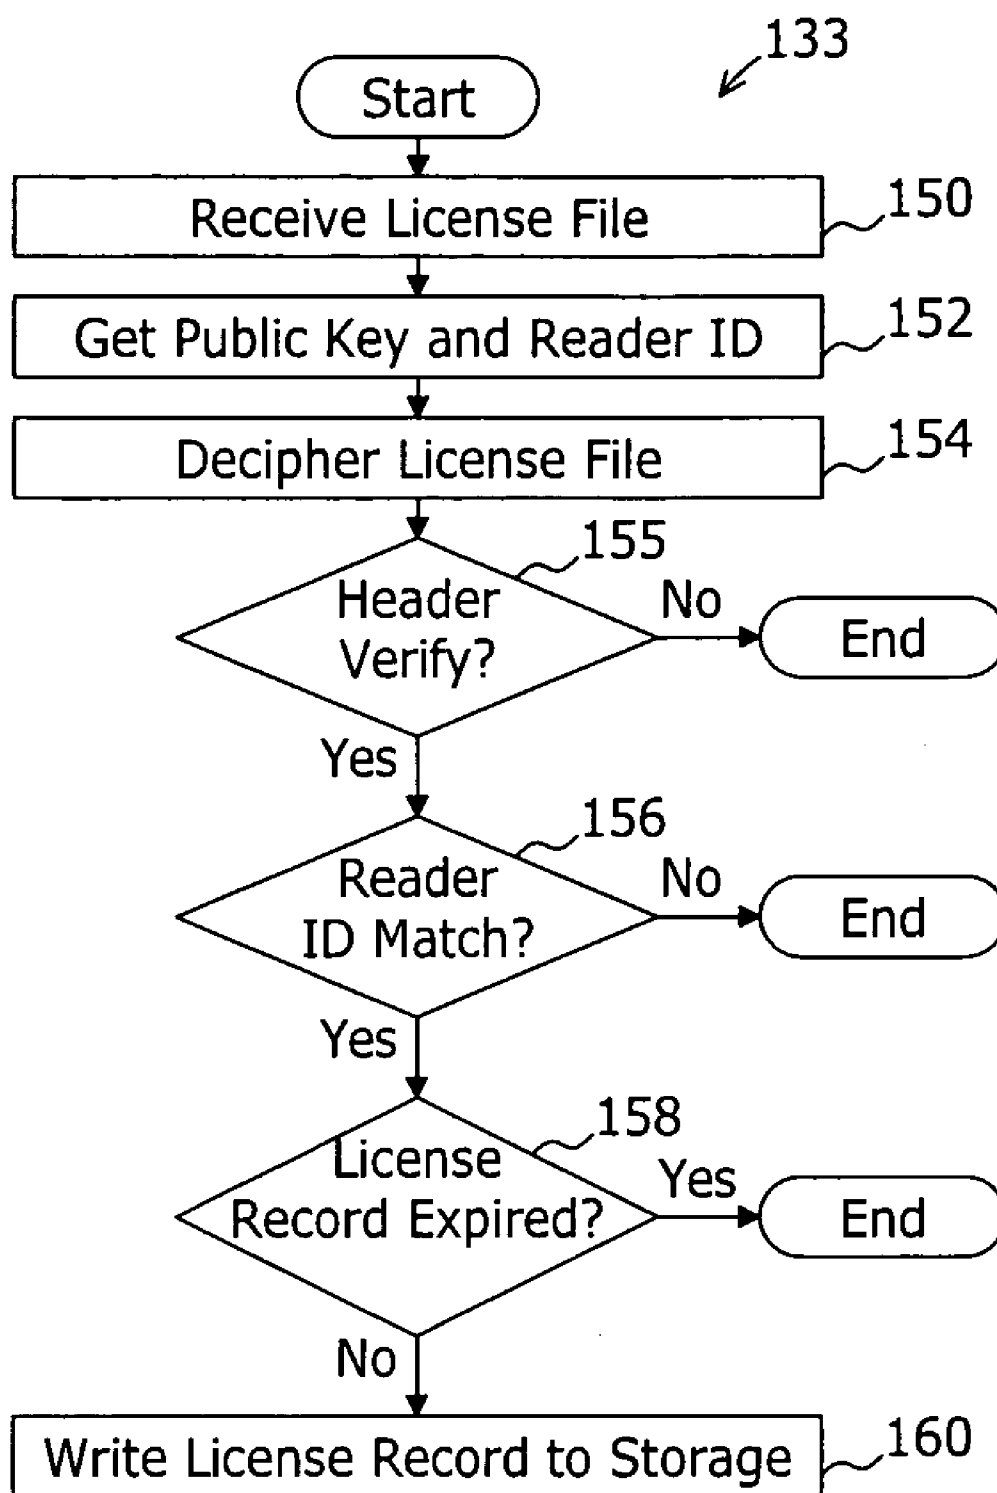 133
Start
Receive License File
150
Get Public Key and Reader ID
152
Decipher License File
154
155
Header
Verify?
No
End
Yes
156
Reader
ID Match?
No
End
Yes
158
License
Record Expired?
Yes
End
No
Write License Record to Storage
160